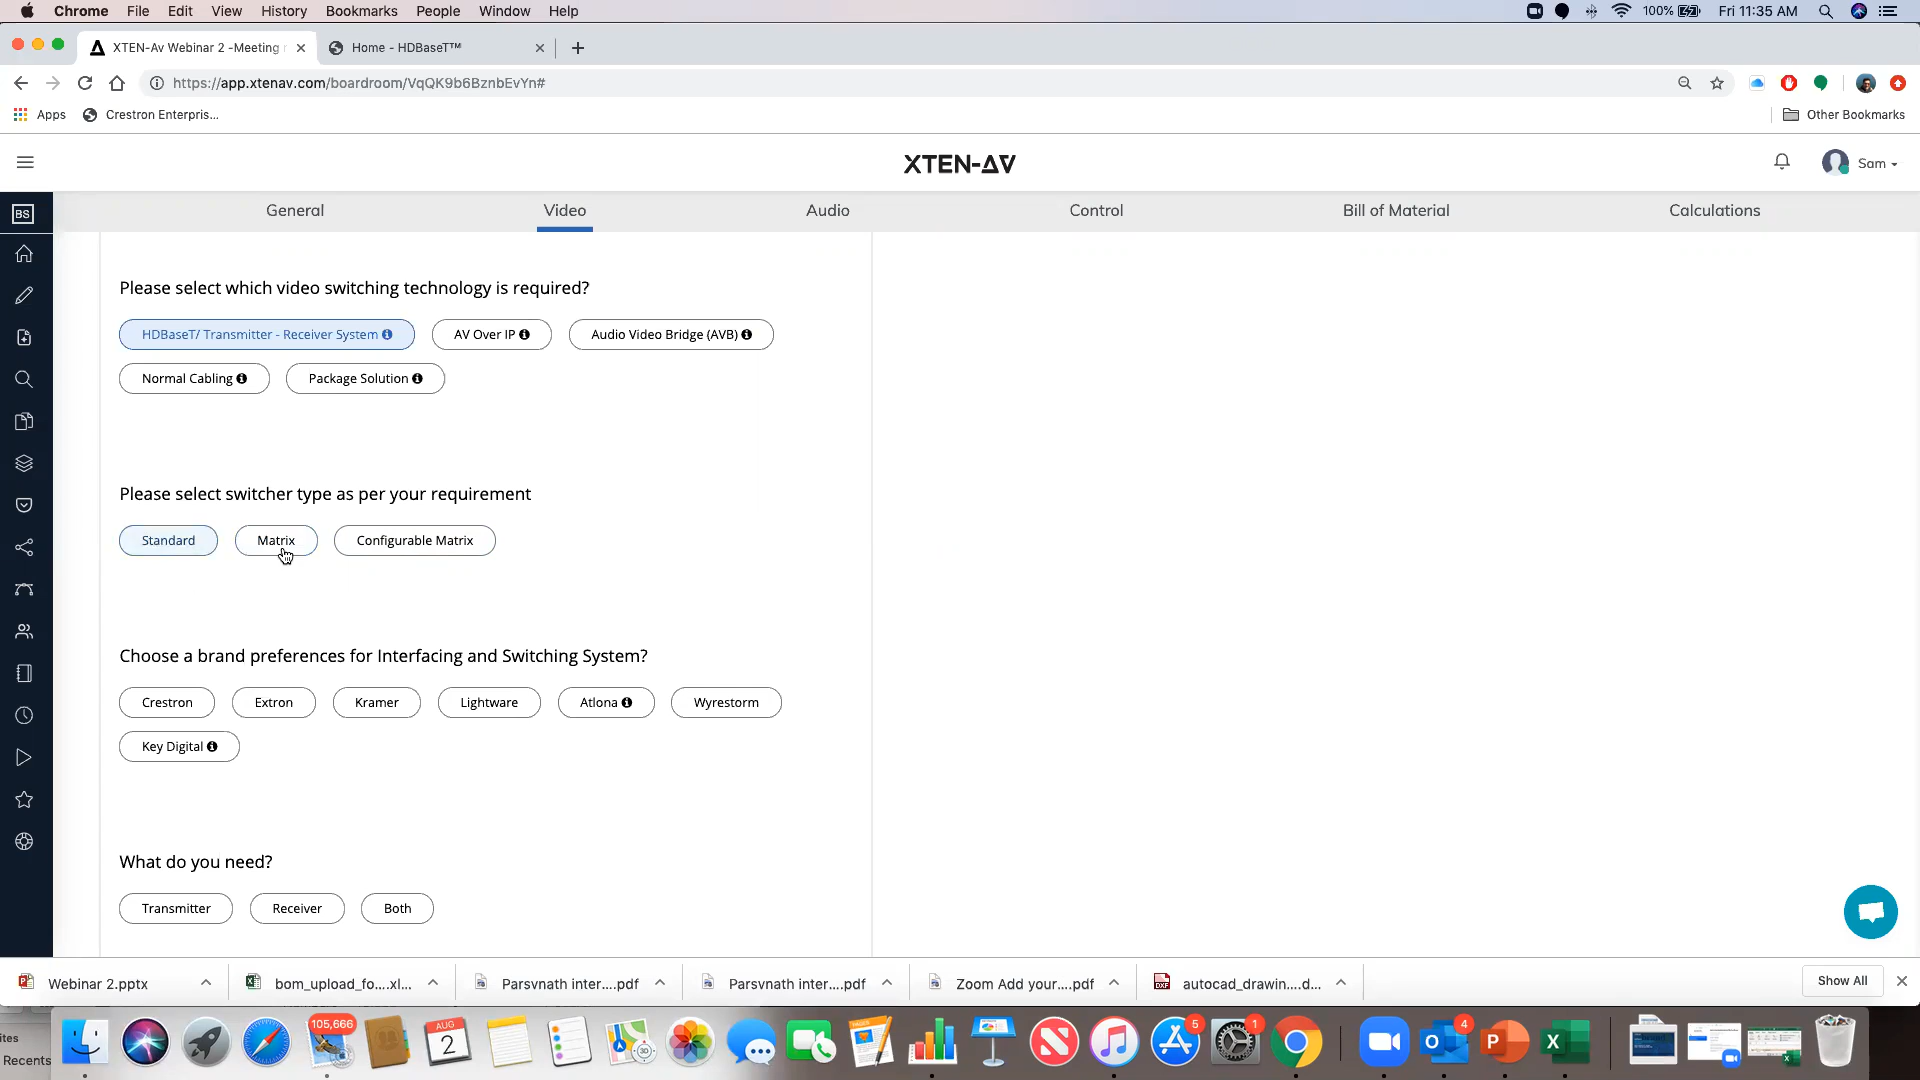 Chrome File Edit View History Bookmarks People Window Help 100% Fri 11:35 AM
XTEN-Av Webinar 2 -Meeting Home - HDBaseT™
https://app.xtenav.com/boardroom/VqQK9b6BznbEvYn#
Apps Crestron Enterpris... Other Bookmarks
XTEN-AV Sam
BS General Video Audio Control Bill of Material Calculations
Please select which video switching technology is required?
HDBaseT/ Transmitter - Receiver System AV Over IP Audio Video Bridge (AVB)
Normal Cabling Package Solution
Please select switcher type as per your requirement
Standard Matrix Configurable Matrix
Choose a brand preferences for Interfacing and Switching System?
Crestron Extron Kramer Lightware Atlona Wyrestorm
Key Digital
What do you need?
Transmitter Receiver Both
Webinar 2.pptx bom_upload_fo....xl... Parsvnath inter....pdf Parsvnath inter....pdf Zoom Add your....pdf autocad_drawin....d... Show All
105,666 AUG 2 5 1 4
ites
Recents